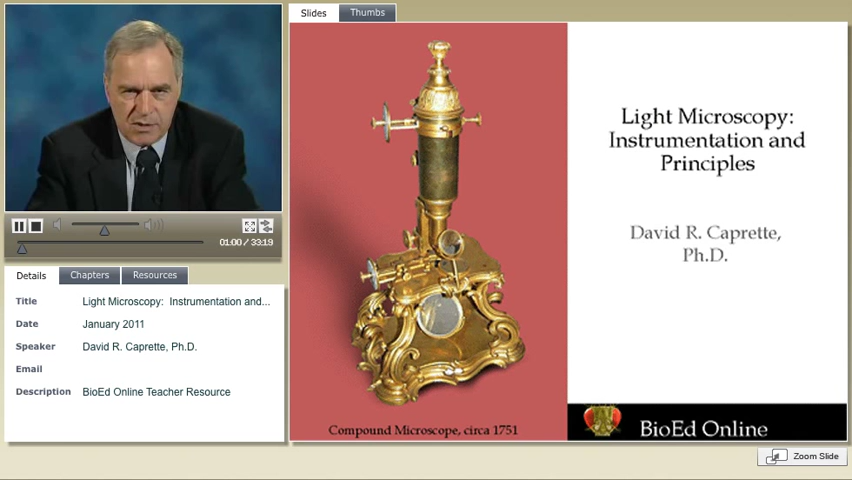 Slides
Thumbs
Light Microscopy:
Instrumentation and
Principles
David R. Caprette,
Ph.D.
Compound Microscope, circa 1751
BioEd Online
Zoom Slide
01:00 / 33:19
Details
Chapters
Resources
Title
Light Microscopy: Instrumentation and...
Date
January 2011
Speaker
David R. Caprette, Ph.D.
Email
Description
BioEd Online Teacher Resource